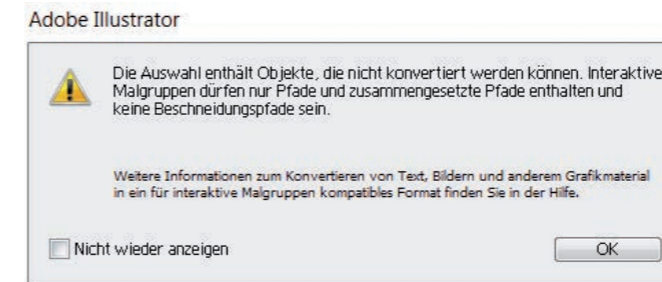 Adobe Illustrator
Die Auswahl enthält Objekte, die nicht konvertiert werden können. Interaktive
Malgruppen dürfen nur Pfade und zusammengesetzte Pfade enthalten und
keine Beschneidungspfade sein.
Weitere Informationen zum Konvertieren von Text, Bildern und anderem Grafikmaterial
in ein für interaktive Malgruppen kompatibles Format finden Sie in der Hilfe.
Nicht wieder anzeigen
OK